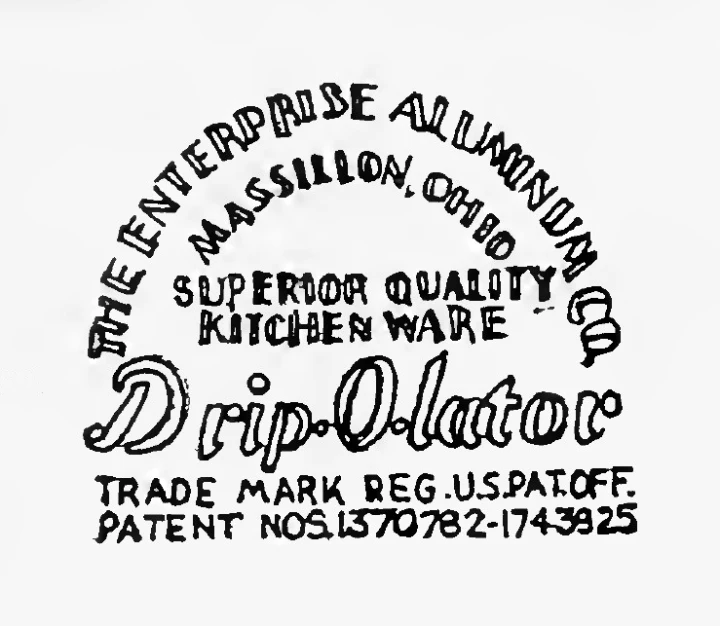 THE ENTERPRISE ALUMINUM CO.
MASSILLON, OHIO
SUPERIOR QUALITY
KITCHEN WARE
Drip.O.lator
TRADE MARK REG.U.S.PAT.OFF.
PATENT NOS.1370782-1743925